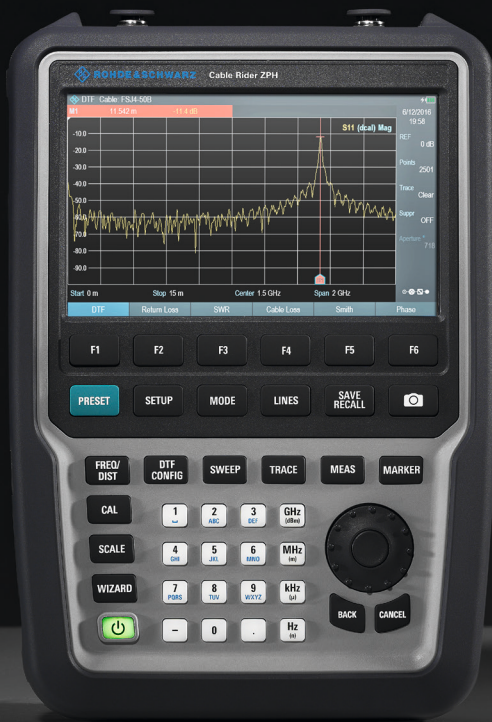 ROHDE&SCHWARZ Cable Rider ZPH
DTF Cable: FSJ4-50B
M1 11.542 m -11.4 dB
6/12/2016
19:58
S11 (dcal) Mag
REF
0 dB
Points
2501
Trace
Clear
Suppr
OFF
Aperture
718
-10.0
-20.0
-30.0
-40.0
-50.0
-60.0
-70.0
-80.0
-90.0
Start 0 m Stop 15 m Center 1.5 GHz Span 2 GHz
DTF Return Loss SWR Cable Loss Smith Phase
F1 F2 F3 F4 F5 F6
PRESET SETUP MODE LINES SAVE RECALL
FREQ/ DIST DTF CONFIG SWEEP TRACE MEAS MARKER
CAL
1 2 ABC 3 DEF GHz (dBm)
SCALE
4 GHI 5 JKL 6 MNO MHz (m)
WIZARD
7 PQRS 8 TUV 9 WXYZ kHz (µ)
BACK CANCEL
- 0 . Hz (n)